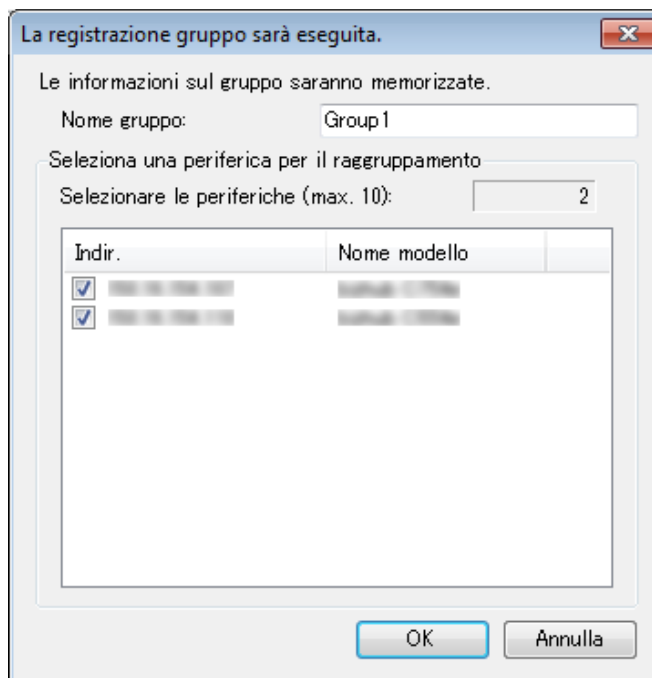 La registrazione gruppo sarà eseguita.
Le informazioni sul gruppo saranno memorizzate.
Nome gruppo: Group1
Seleziona una periferica per il raggruppamento
Selezionare le periferiche (max. 10): 2
Indir. Nome modello
OK Annulla